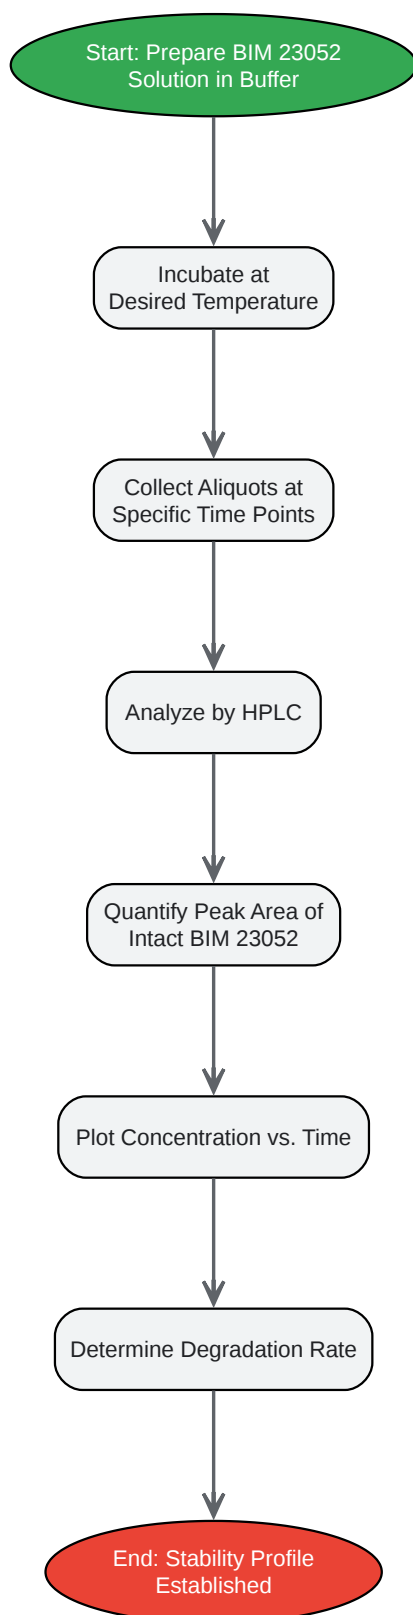 Start: Prepare BIM 23052
Solution in Buffer
Incubate at
Desired Temperature
Collect Aliquots at
Specific Time Points
Analyze by HPLC
Quantify Peak Area of
Intact BIM 23052
Plot Concentration vs. Time
Determine Degradation Rate
End: Stability Profile
Established